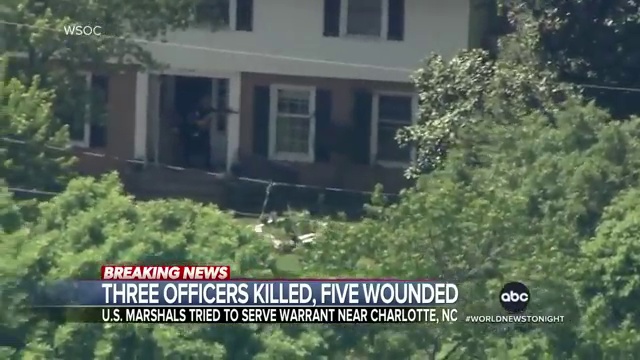 WSOC
BREAKING NEWS
THREE OFFICERS KILLED, FIVE WOUNDED
abc
U.S. MARSHALS TRIED TO SERVE WARRANT NEAR CHARLOTTE, NC
#WORLDNEWSTONIGHT